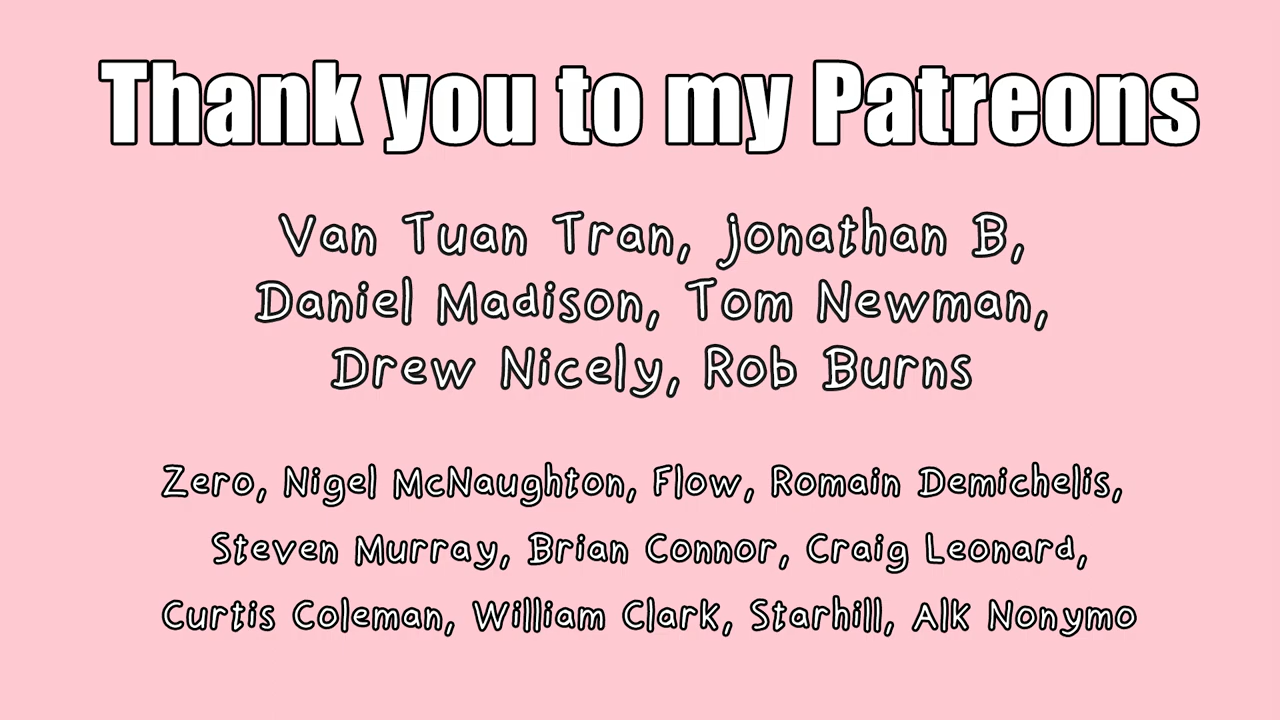 Thank you to my Patreons
Van Tuan Tran, jonathan B,
Daniel Madison, Tom Newman,
Drew Nicely, Rob Burns
Zero, Nigel McNaughton, Flow, Romain Demichelis,
Steven Murray, Brian Connor, Craig Leonard,
Curtis Coleman, William Clark, Starhill, Alk Nonymo